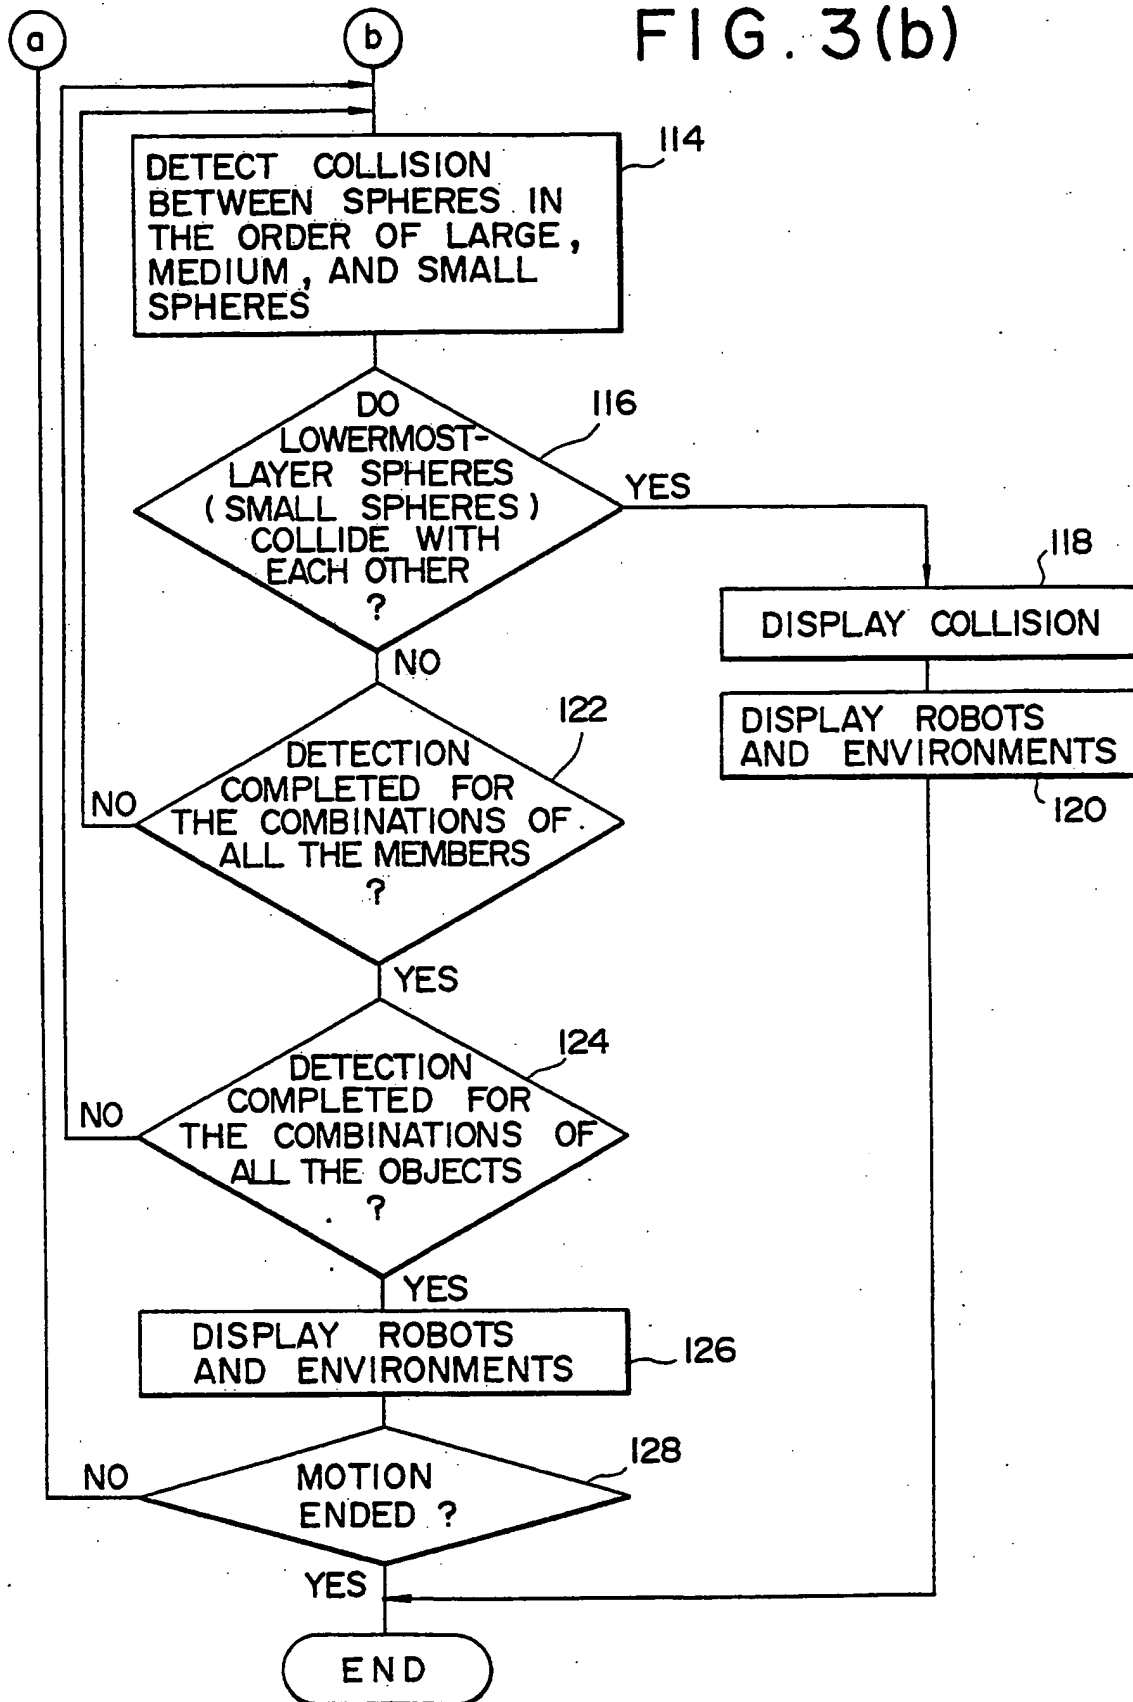 a
b
FIG. 3(b)
114
DETECT COLLISION
BETWEEN SPHERES IN
THE ORDER OF LARGE,
MEDIUM, AND SMALL
SPHERES
116
DO
LOWERMOST-
LAYER SPHERES
(SMALL SPHERES)
COLLIDE WITH
EACH OTHER
?
YES
118
DISPLAY COLLISION
NO
DISPLAY ROBOTS
AND ENVIRONMENTS
120
122
DETECTION
COMPLETED FOR
THE COMBINATIONS OF
ALL THE MEMBERS
?
NO
YES
124
DETECTION
COMPLETED FOR
THE COMBINATIONS OF
ALL THE OBJECTS
?
NO
YES
DISPLAY ROBOTS
AND ENVIRONMENTS
126
128
MOTION
ENDED ?
NO
YES
END